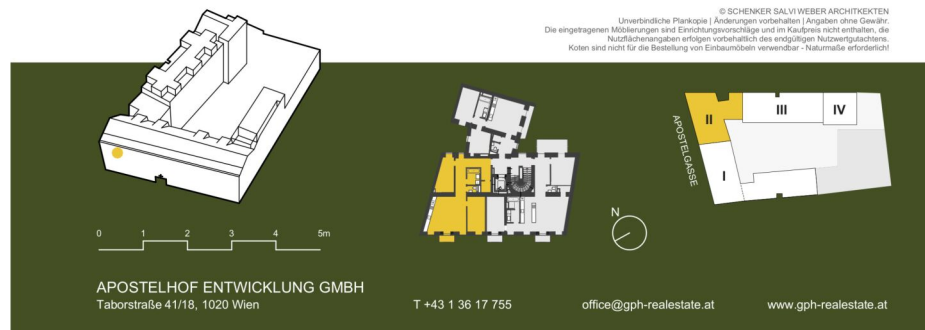 © SCHENKER SALVI WEBER ARCHITKEKTEN
Unverbindliche Plankopie | Änderungen vorbehalten | Angaben ohne Gewähr.
Die eingetragenen Möblierungen sind Einrichtungsvorschläge und im Kaufpreis nicht enthalten, die
Nutzflächenangaben erfolgen vorbehaltlich des endgültigen Nutzwertgutachtens.
Koten sind nicht für die Bestellung von Einbaumöbeln verwendbar - Naturmaße erforderlich!
APOSTELGASSE
II
III
IV
I
N
0 1 2 3 4 5m
APOSTELHOF ENTWICKLUNG GMBH
Taborstraße 41/18, 1020 Wien T +43 1 36 17 755 office@gph-realestate.at www.gph-realestate.at